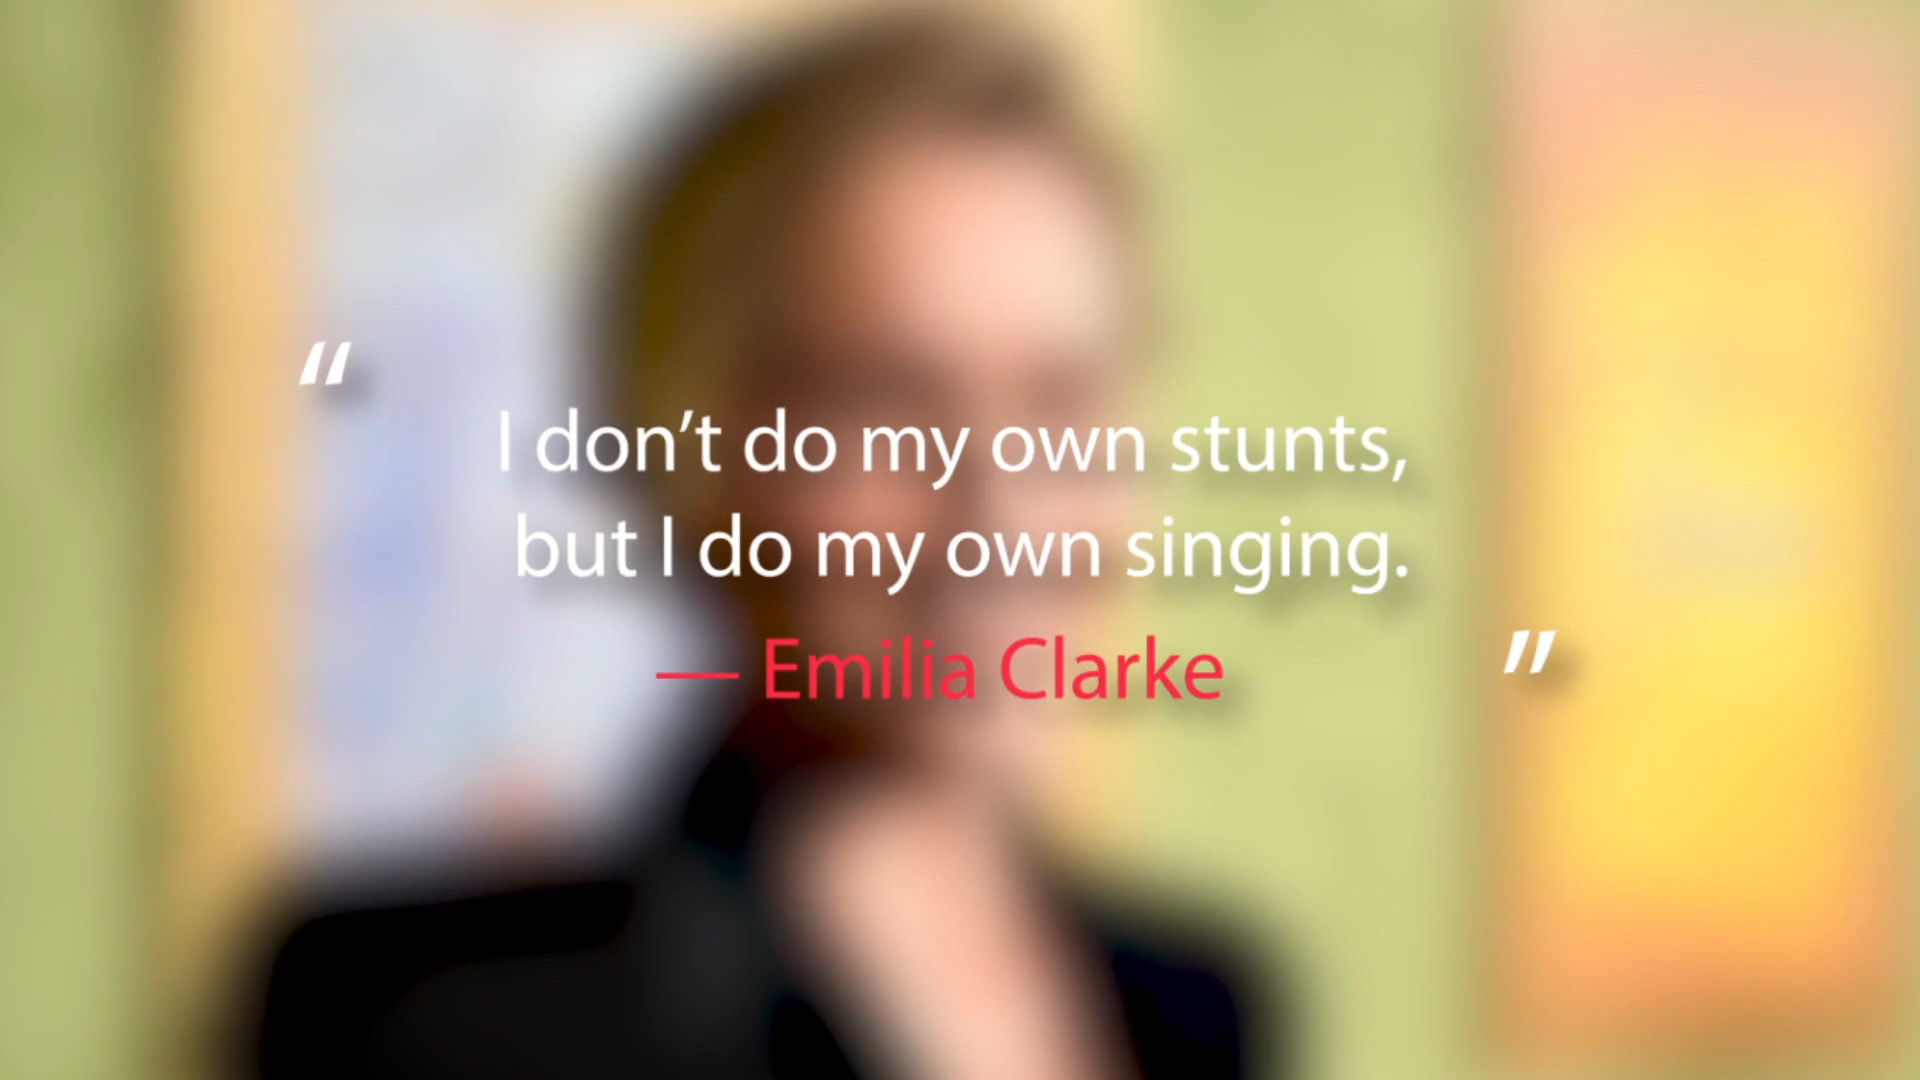 “
I don’t do my own stunts,
but I do my own singing.
— Emilia Clarke
”